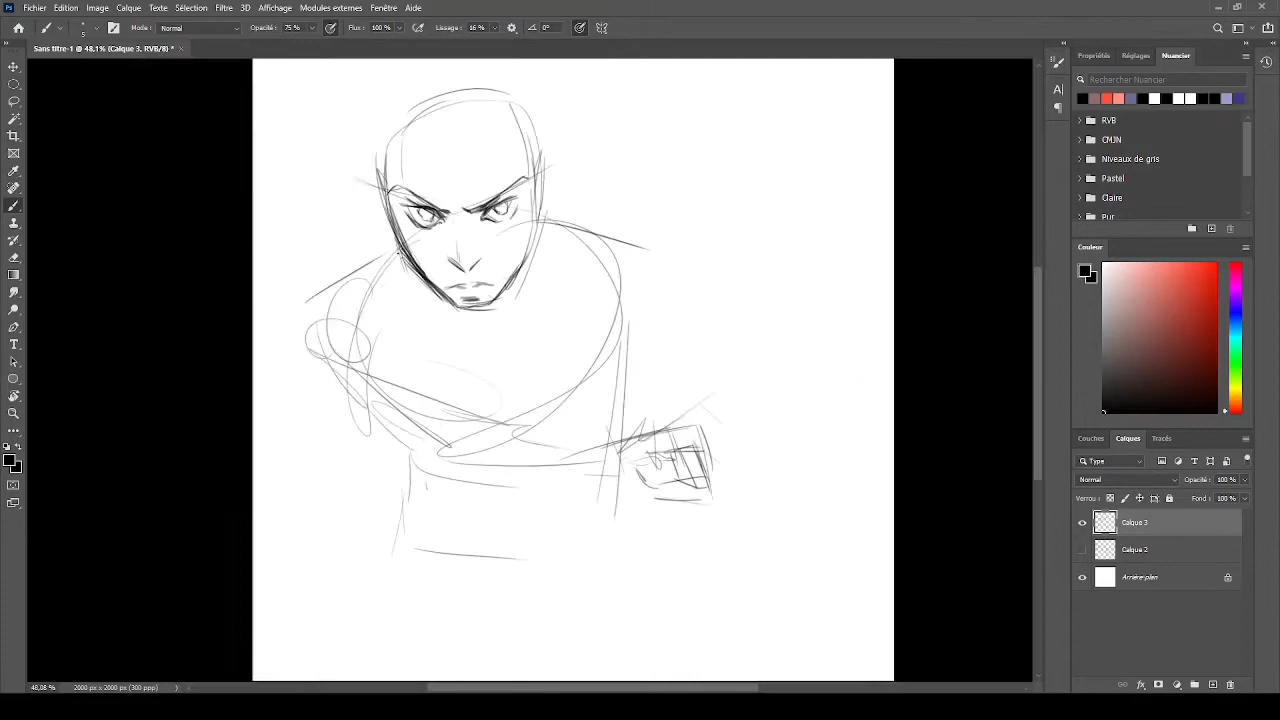 Fichier Edition Image Calque Texte Sélection Filtre 3D Affichage Modules externes Fenêtre Aide
5 Mode : Normal Opacité : 75 % Flux : 100 % Lissage : 16 % 0°
Sans titre-1 @ 48,1% (Calque 3, RVB/8) *
Propriétés Réglages Nuancier
Rechercher Nuancier
RVB
CMJN
Niveaux de gris
Pastel
Claire
Pur
Couleur
Couches Calques Tracés
Type
Normal Opacité : 100 %
Verrou : Fond : 100 %
Calque 3
Calque 2
Arrière-plan
48,08 % 2000 px x 2000 px (300 ppp)